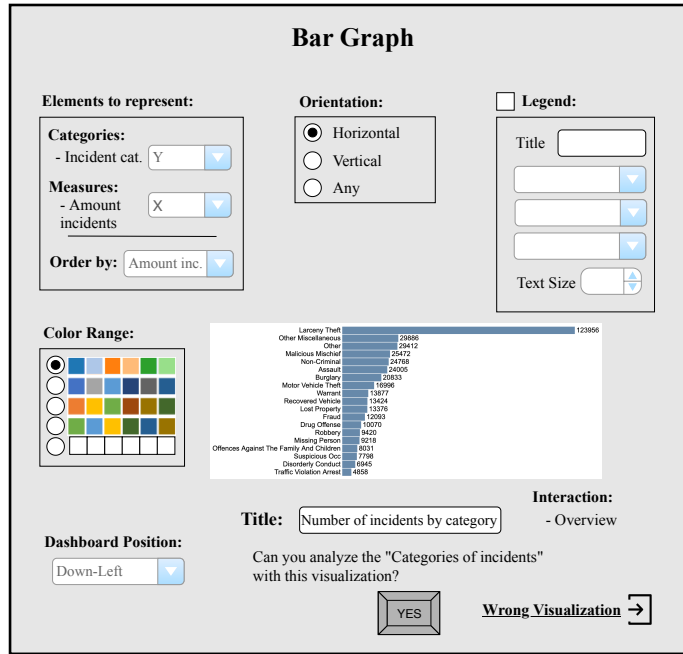 Bar Graph
Elements to represent:
Categories:
- Incident cat. Y
Measures:
- Amount
incidents
X
Order by: Amount inc.
Orientation:
Horizontal
Vertical
Any
Legend:
Title
Text Size
Color Range:
Larceny Theft 123956
Other Miscellaneous 29886
Other 29412
Malicious Mischief 25472
Non-Criminal 24768
Assault 24005
Burglary 20833
Motor Vehicle Theft 16996
Warrant 13877
Recovered Vehicle 13424
Lost Property 13376
Fraud 12093
Drug Offense 10070
Robbery 9420
Missing Person 9218
Offences Against The Family And Children 8031
Suspicious Occ 7798
Disorderly Conduct 6945
Traffic Violation Arrest 4858
Title: Number of incidents by category
Interaction:
- Overview
Dashboard Position:
Down-Left
Can you analyze the "Categories of incidents"
with this visualization?
YES
Wrong Visualization